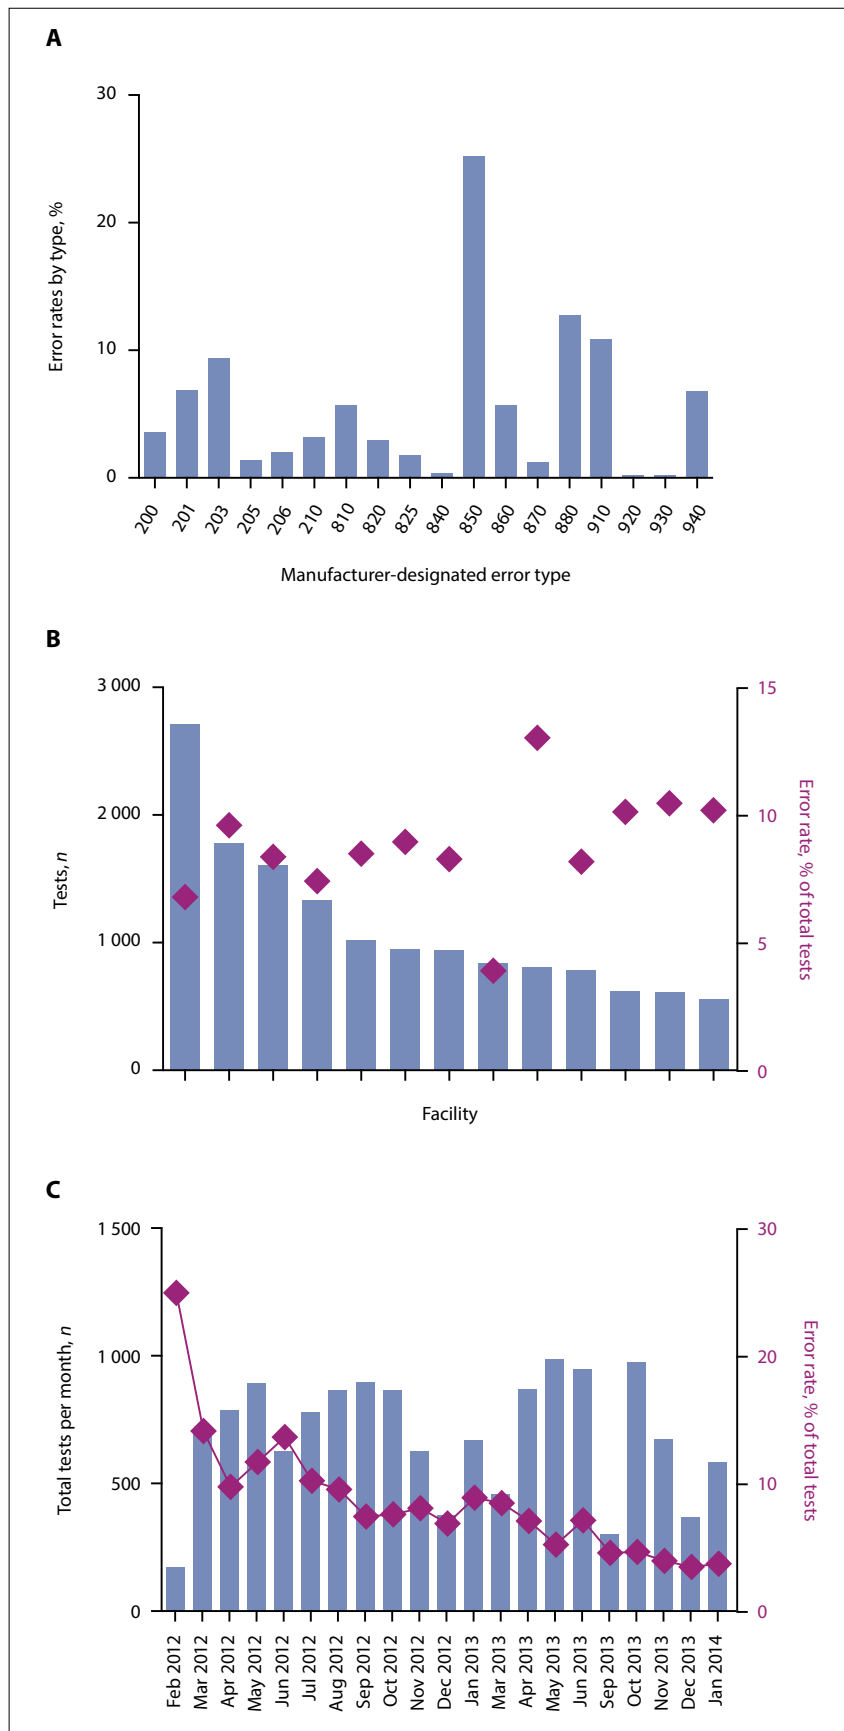 A
30
20
10
0
Error rates by type, %
200
201
203
205
206
210
810
820
825
840
850
860
870
880
910
920
930
940
Manufacturer-designated error type
B
3 000
2 000
1 000
0
Tests, n
15
10
5
0
Error rate, % of total tests
Facility
C
1 500
1 000
500
0
Total tests per month, n
30
20
10
0
Error rate, % of total tests
Feb 2012
Mar 2012
Apr 2012
May 2012
Jun 2012
Jul 2012
Aug 2012
Sep 2012
Oct 2012
Nov 2012
Dec 2012
Jan 2013
Mar 2013
Apr 2013
May 2013
Jun 2013
Sep 2013
Oct 2013
Nov 2013
Dec 2013
Jan 2014